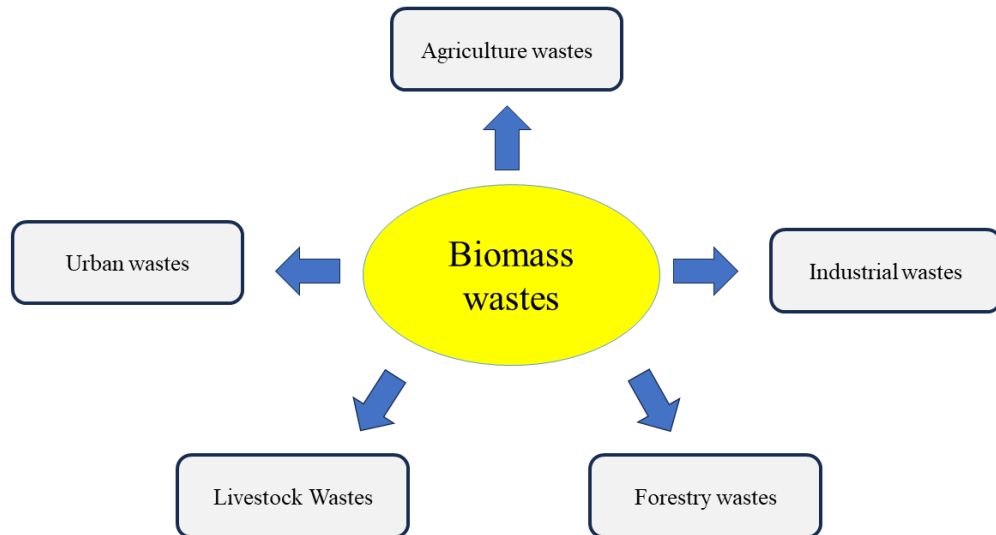 Agriculture wastes
Urban wastes
Biomass
wastes
Industrial wastes
Livestock Wastes
Forestry wastes